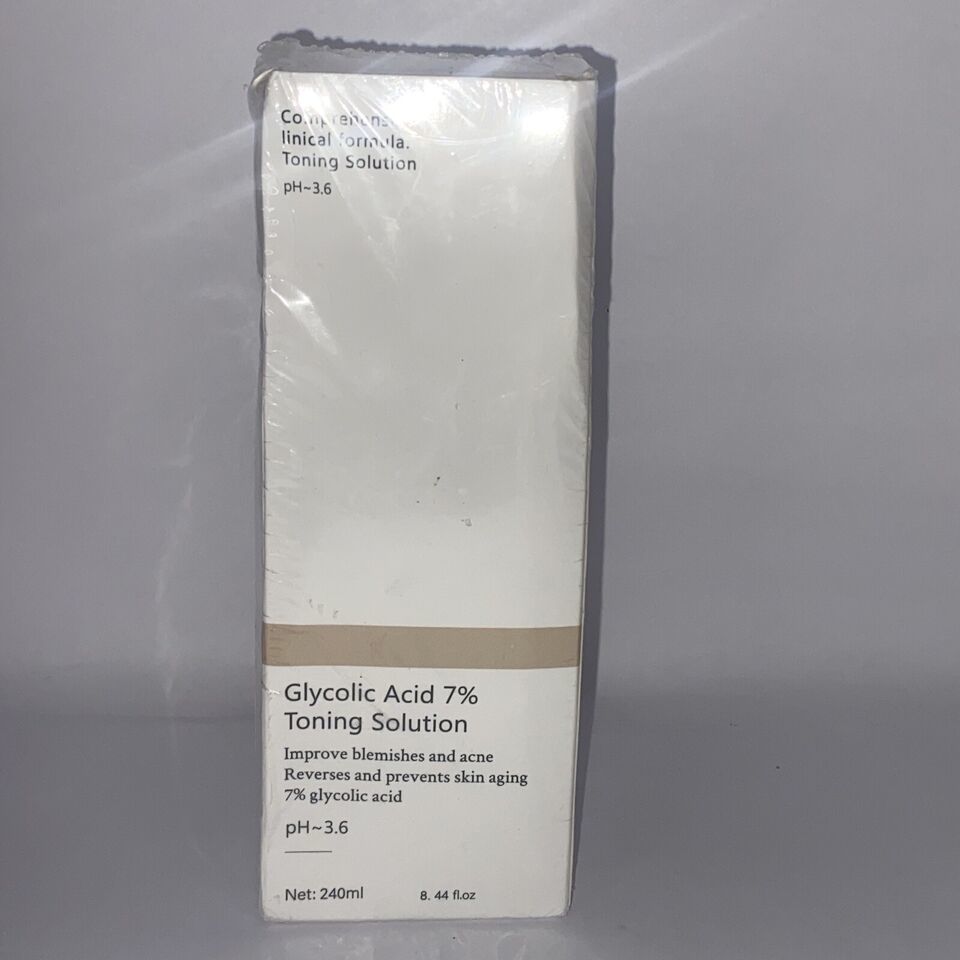 linical formula.
Toning Solution
pH~3.6
Glycolic Acid 7%
Toning Solution
Improve blemishes and acne
Reverses and prevents skin aging
7% glycolic acid
pH~3.6
Net: 240ml 8. 44 fl.oz